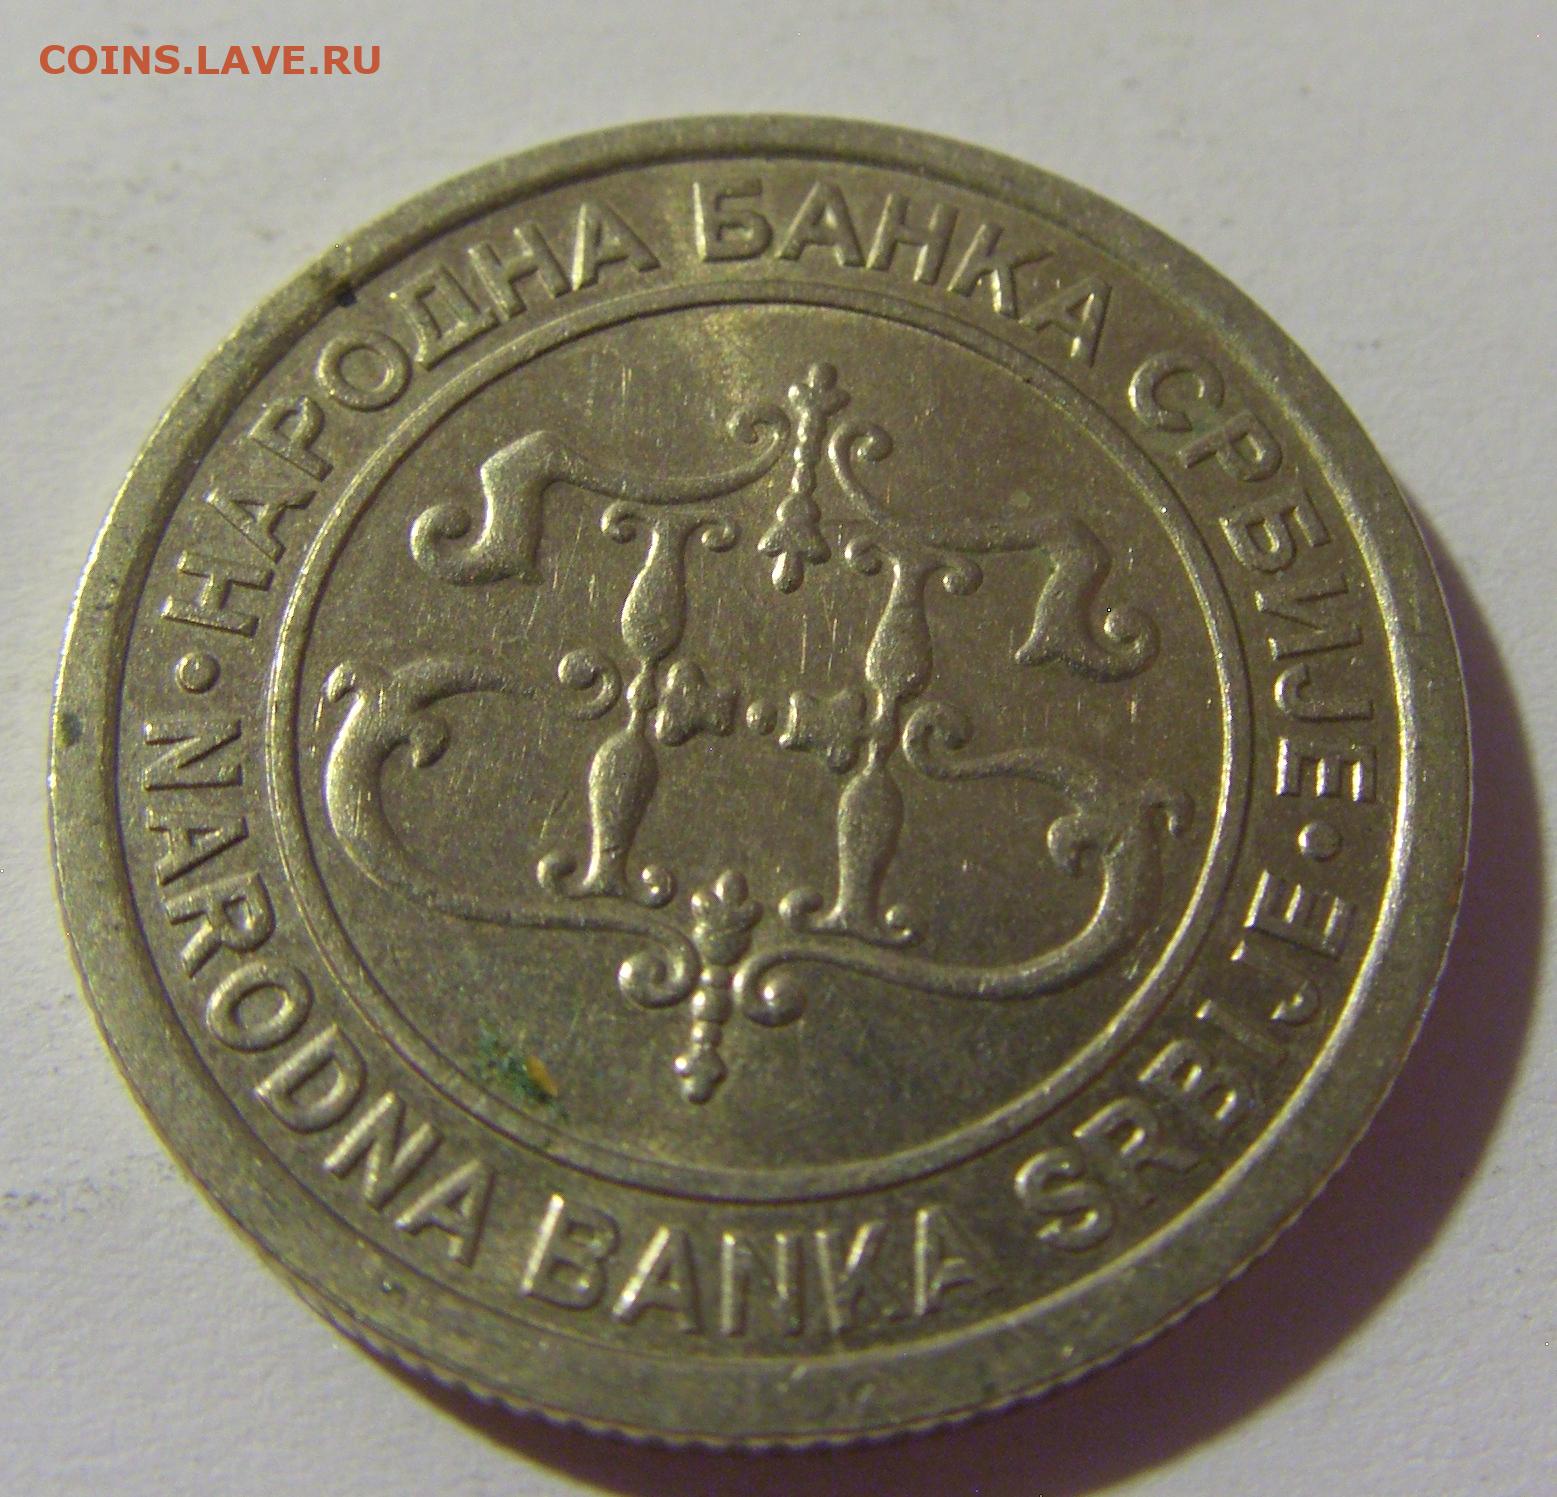 COINS.LAVE.RU
НАРОДНА БАНКА СРБИЈЕ
NARODNA BANKA SRBIJE